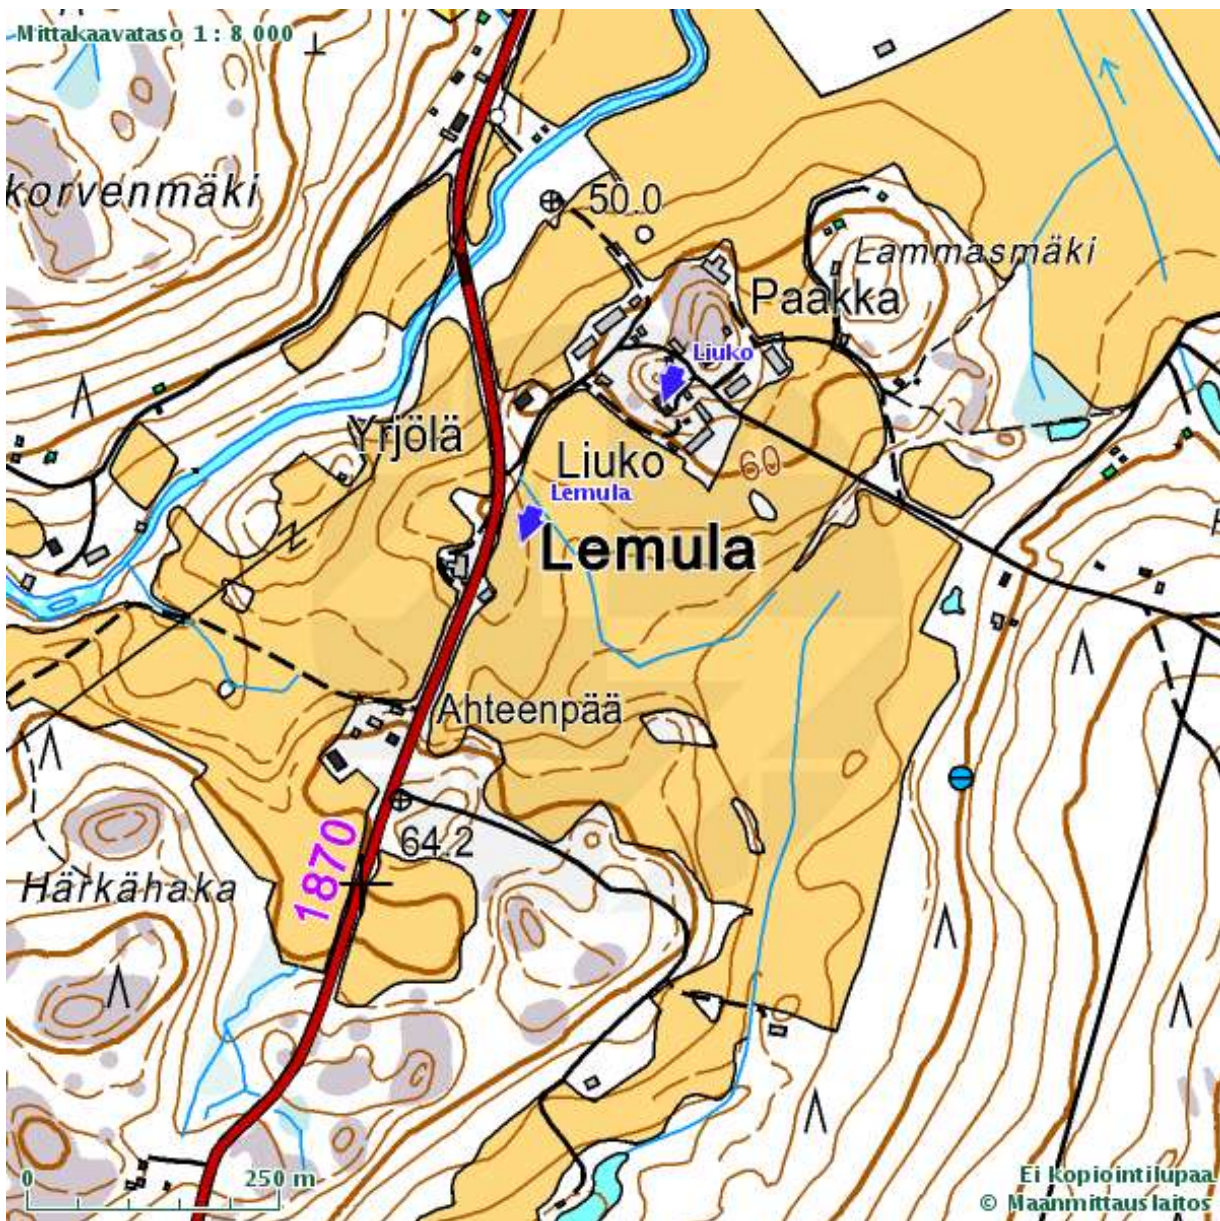 Mittakaavataso 1 : 8 000
korvenmäki
50.0
Lammasmäki
Paakka
Liuko
Yrjölä
Liuko
60
Lemula
Lemula
Ahteenpää
64.2
1870
Härkähaka
0 250 m
Ei kopiointilupaa
© Maanmittauslaitos